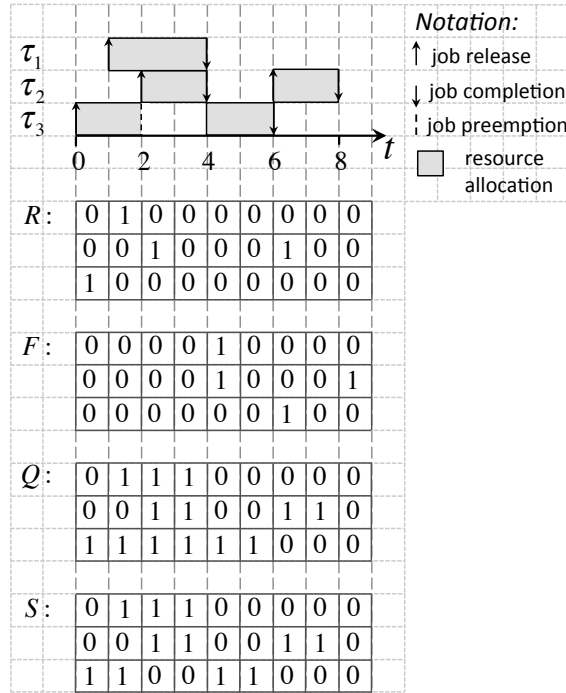 Notation:
job release
job completion
job preemption
resource
allocation
τ1
τ2
τ3
0 2 4 6 8 t
R: 0 1 0 0 0 0 0 0 0
0 0 1 0 0 0 1 0 0
1 0 0 0 0 0 0 0 0
F: 0 0 0 0 1 0 0 0 0
0 0 0 0 1 0 0 0 1
0 0 0 0 0 0 1 0 0
Q: 0 1 1 1 0 0 0 0 0
0 0 1 1 0 0 1 1 0
1 1 1 1 1 1 0 0 0
S: 0 1 1 1 0 0 0 0 0
0 0 1 1 0 0 1 1 0
1 1 0 0 1 1 0 0 0